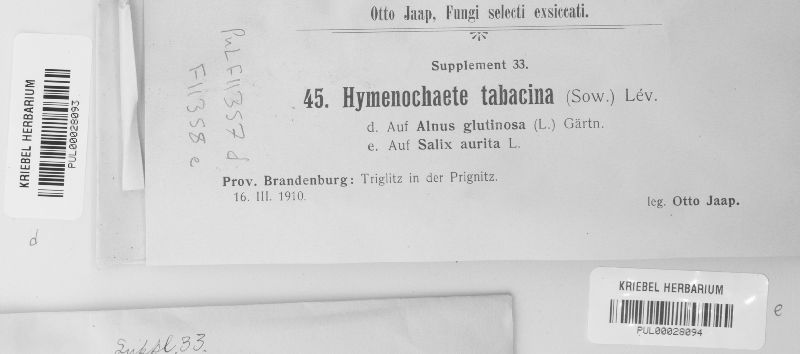 Otto Jaap, Fungi selecti exsiccati.
Supplement 33.
45. Hymenochaete tabacina (Sow.) Lév.
d. Auf Alnus glutinosa (L.) Gärtn.
e. Auf Salix aurita L.
Prov. Brandenburg: Triglitz in der Prignitz.
16. III. 1910.
leg. Otto Jaap.
PuLF11357 d
F11358 e
KRIEBEL HERBARIUM
PUL00028093
d
KRIEBEL HERBARIUM
PUL00028094
e
Suppl. 33.